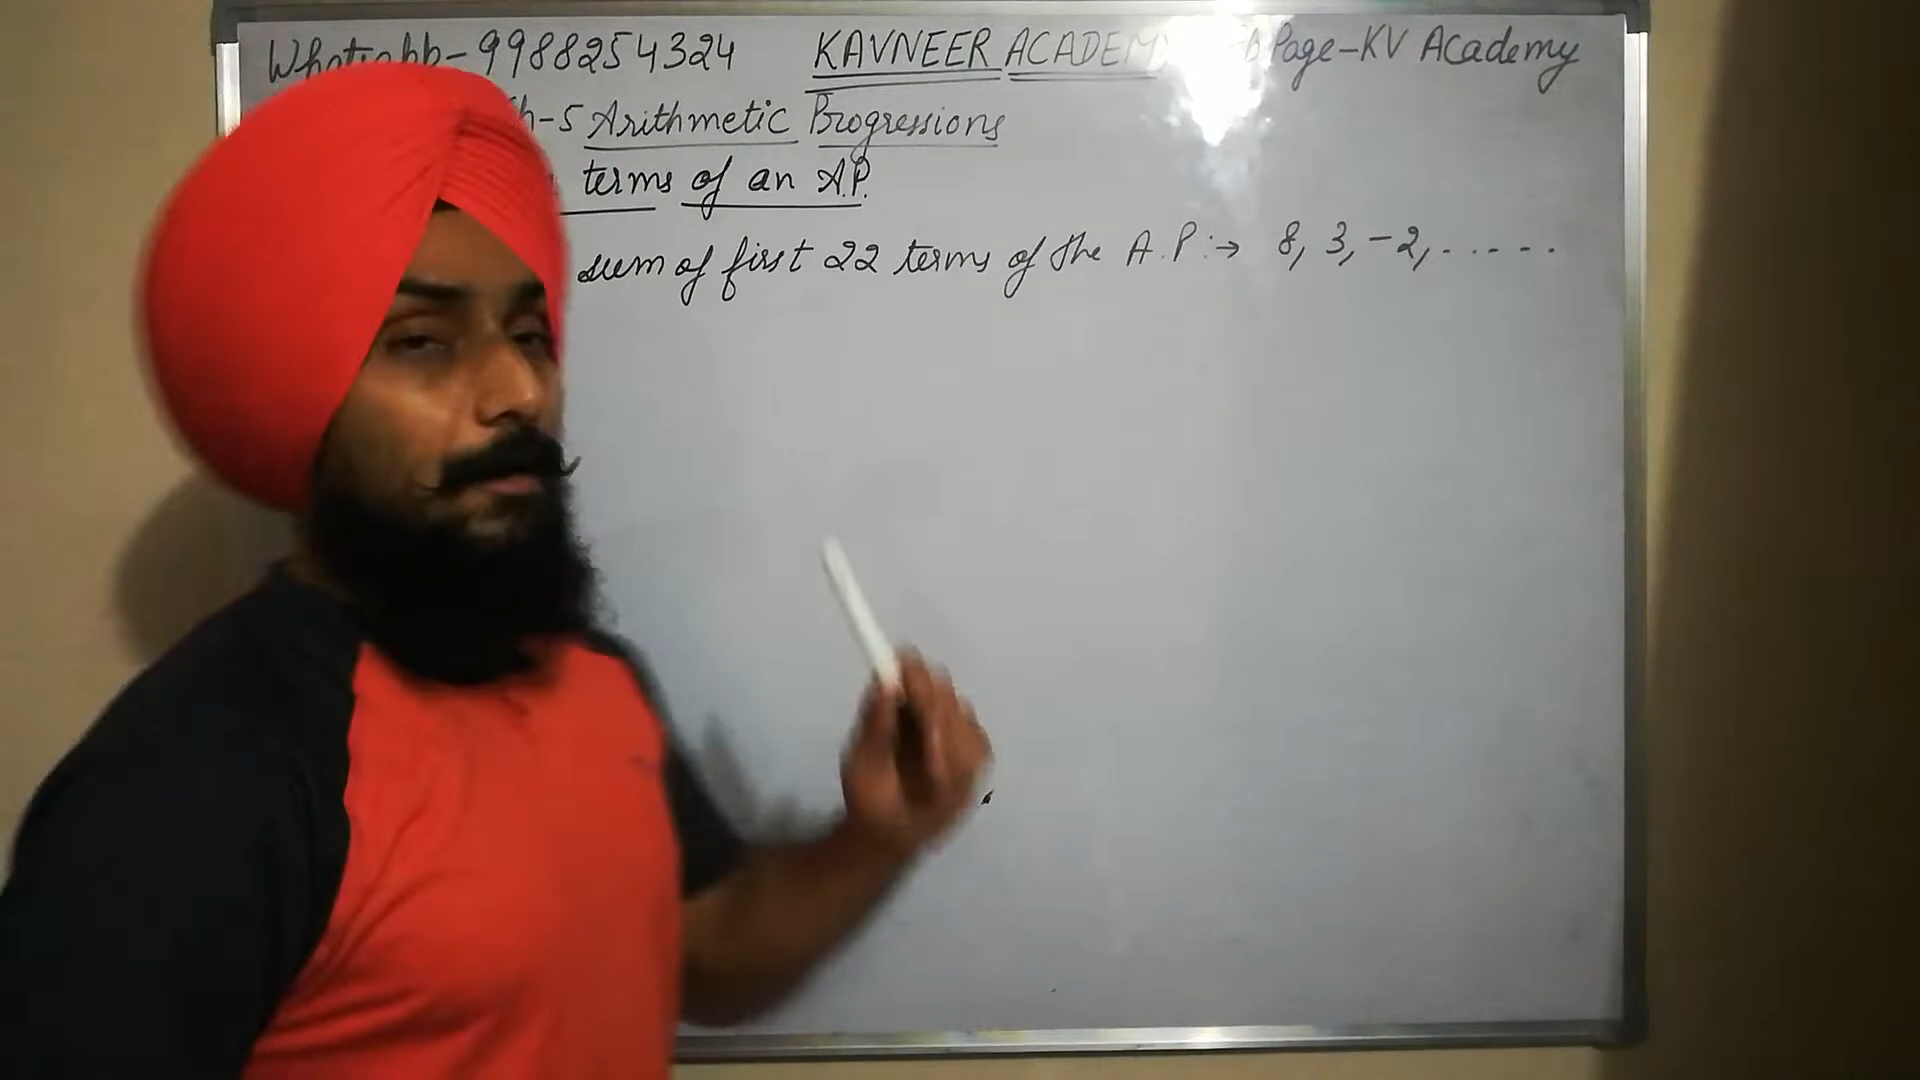 Whatsapp-9988254324 KAVNEER ACADEMY Page-KV Academy
-5 Arithmetic Progressions
terms of an A.P.
sum of first 22 terms of the A.P:→ 8, 3, -2,.....